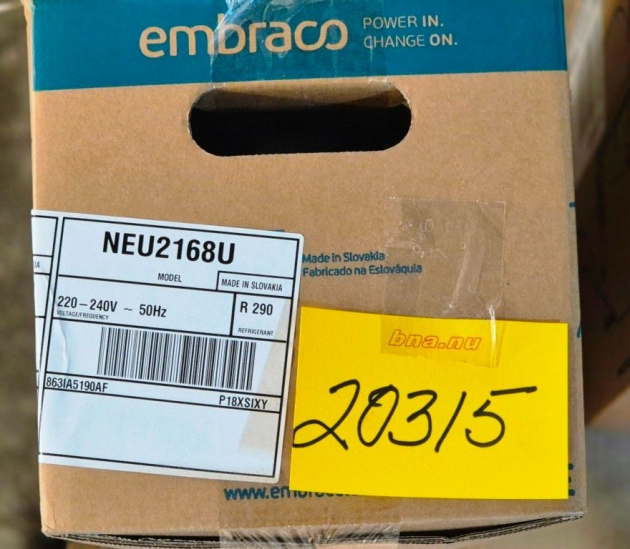 embraco
POWER IN.
CHANGE ON.
NEU2168U
MODEL
MADE IN SLOVAKIA
220-240V ~ 50Hz
VOLTAGE/FREQUENCY
R 290
REFRIGERANT
863IA5190AF
P18XSIXY
Made in Slovakia
Fabricado na Eslováquia
bna.nu
20315
www.embraco.